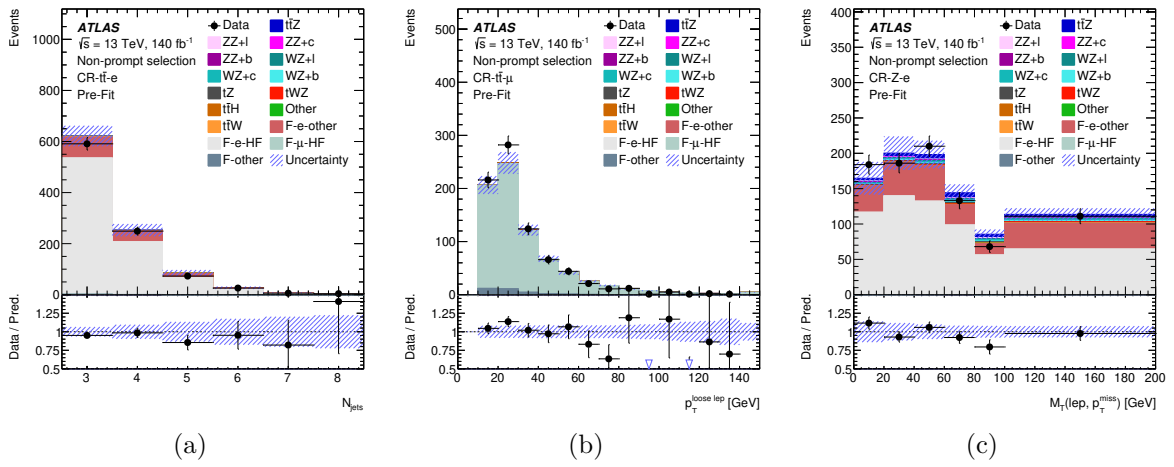 Events
1000
800
600
400
200
0
ATLAS
√s = 13 TeV, 140 fb⁻¹
Non-prompt selection
CR-tt̄-e
Pre-Fit
Data tt̄Z
ZZ+l ZZ+c
ZZ+b WZ+l
WZ+c WZ+b
tZ tWZ
tt̄H Other
tt̄W F-e-other
F-e-HF F-μ-HF
F-other Uncertainty
Data / Pred.
1.25
1
0.75
0.5
3 4 5 6 7 8
N_jets
(a)
Events
500
400
300
200
100
0
ATLAS
√s = 13 TeV, 140 fb⁻¹
Non-prompt selection
CR-tt̄-μ
Pre-Fit
Data tt̄Z
ZZ+l ZZ+c
ZZ+b WZ+l
WZ+c WZ+b
tZ tWZ
tt̄H Other
tt̄W F-e-other
F-e-HF F-μ-HF
F-other Uncertainty
Data / Pred.
1.25
1
0.75
0.5
0 20 40 60 80 100 120 140
p_T^loose lep [GeV]
(b)
Events
400
350
300
250
200
150
100
50
0
ATLAS
√s = 13 TeV, 140 fb⁻¹
Non-prompt selection
CR-Z-e
Pre-Fit
Data tt̄Z
ZZ+l ZZ+c
ZZ+b WZ+l
WZ+c WZ+b
tZ tWZ
tt̄H Other
tt̄W F-e-other
F-e-HF F-μ-HF
F-other Uncertainty
Data / Pred.
1.25
1
0.75
0.5
0 20 40 60 80 100 120 140 160 180 200
M_T(lep, p_T^miss) [GeV]
(c)